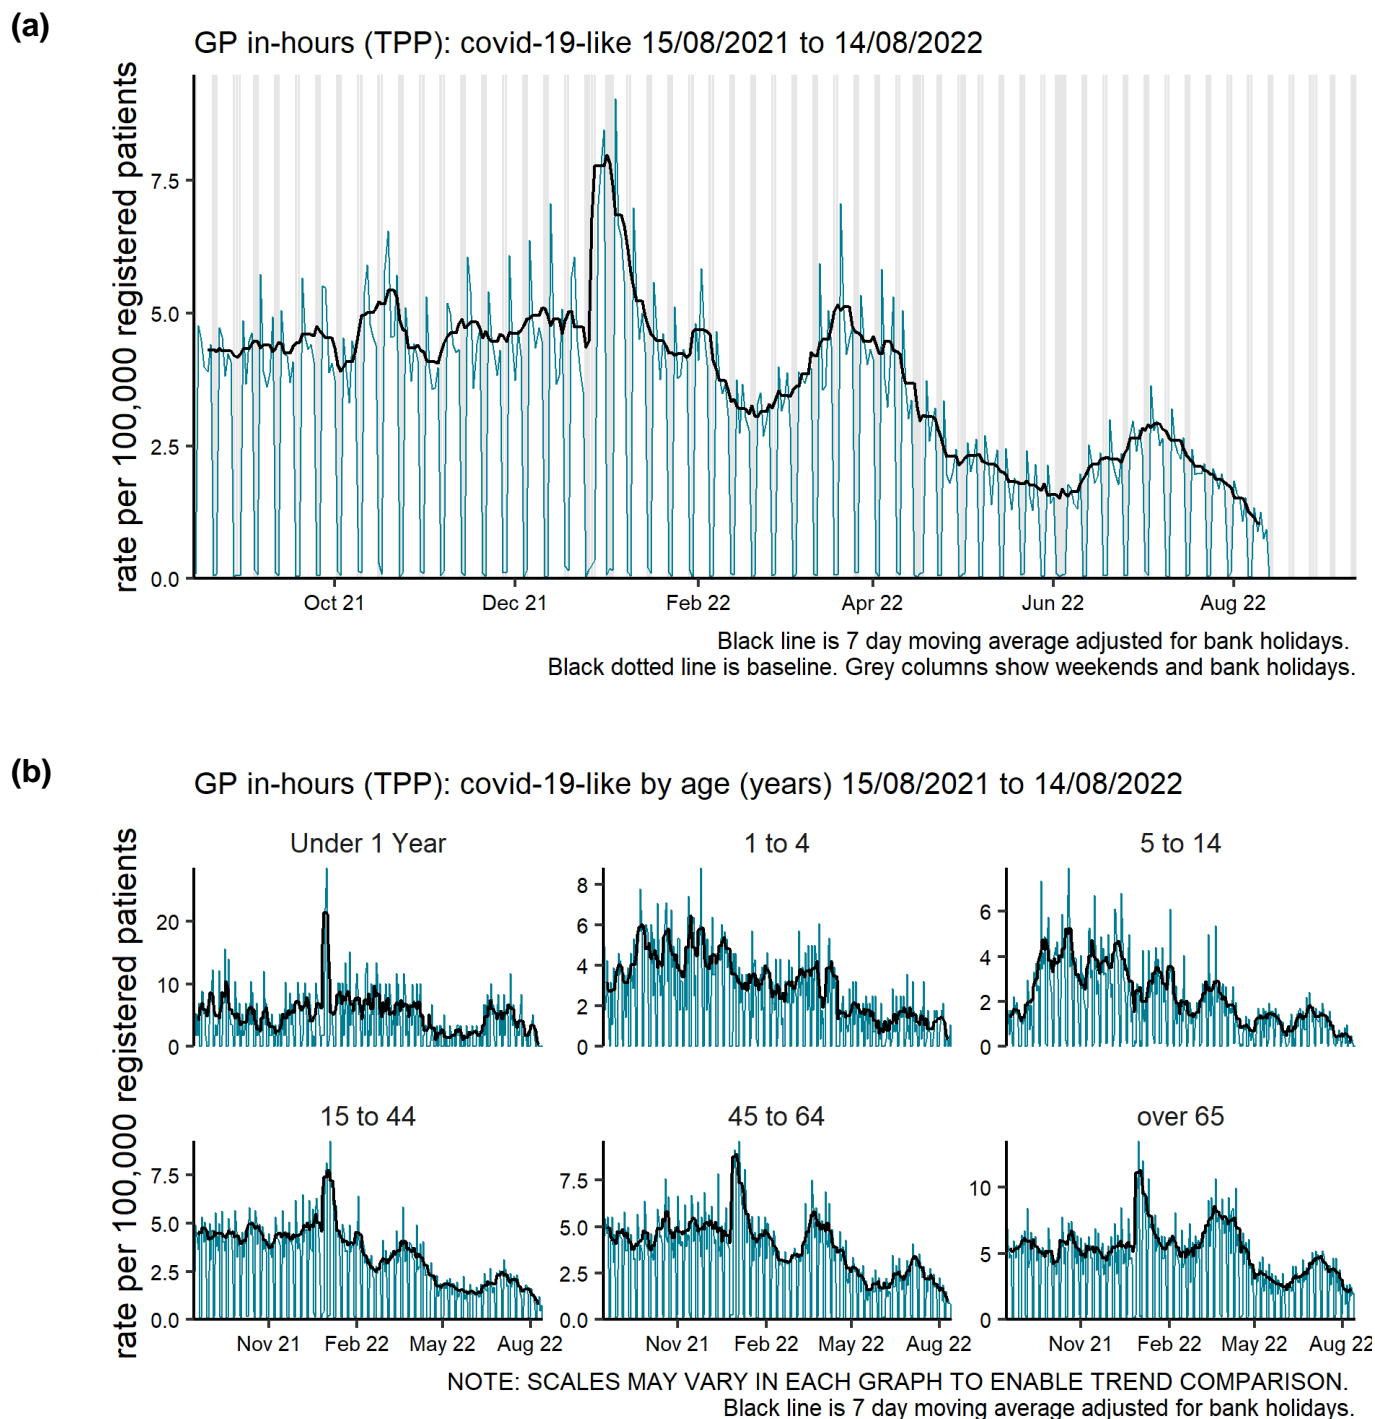 (a)
GP in-hours (TPP): covid-19-like 15/08/2021 to 14/08/2022
rate per 100,000 registered patients
7.5
5.0
2.5
0.0
Oct 21 Dec 21 Feb 22 Apr 22 Jun 22 Aug 22
Black line is 7 day moving average adjusted for bank holidays.
Black dotted line is baseline. Grey columns show weekends and bank holidays.
(b)
GP in-hours (TPP): covid-19-like by age (years) 15/08/2021 to 14/08/2022
rate per 100,000 registered patients
Under 1 Year
20
10
0
1 to 4
8
6
4
2
0
5 to 14
6
4
2
0
15 to 44
7.5
5.0
2.5
0.0
Nov 21 Feb 22 May 22 Aug 22
45 to 64
7.5
5.0
2.5
0.0
Nov 21 Feb 22 May 22 Aug 22
over 65
10
5
0
Nov 21 Feb 22 May 22 Aug 22
NOTE: SCALES MAY VARY IN EACH GRAPH TO ENABLE TREND COMPARISON.
Black line is 7 day moving average adjusted for bank holidays.